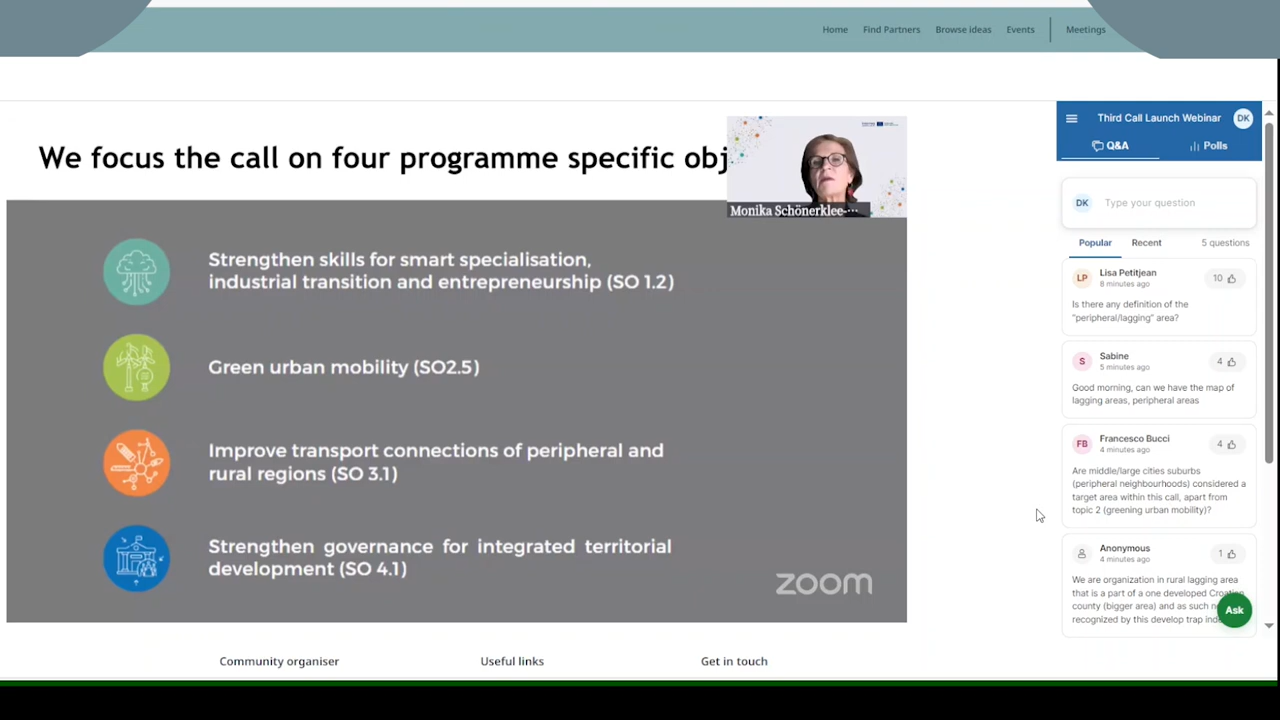 Home Find Partners Browse ideas Events Meetings
We focus the call on four programme specific obj
Monika Schönerklee-···
Strengthen skills for smart specialisation,
industrial transition and entrepreneurship (SO 1.2)
Green urban mobility (SO2.5)
Improve transport connections of peripheral and
rural regions (SO 3.1)
Strengthen governance for integrated territorial
development (SO 4.1)
zoom
Third Call Launch Webinar DK
Q&A Polls
DK Type your question
Popular Recent 5 questions
LP Lisa Petitjean 10
8 minutes ago
Is there any definition of the
"peripheral/lagging" area?
S Sabine 4
5 minutes ago
Good morning, can we have the map of
lagging areas, peripheral areas
FB Francesco Bucci 4
4 minutes ago
Are middle/large cities suburbs
(peripheral neighbourhoods) considered a
target area within this call, apart from
topic 2 (greening urban mobility)?
Anonymous 1
4 minutes ago
We are organization in rural lagging area
that is a part of a one developed
county (bigger area) and as such
recognized by this develop trap
Ask
Community organiser Useful links Get in touch